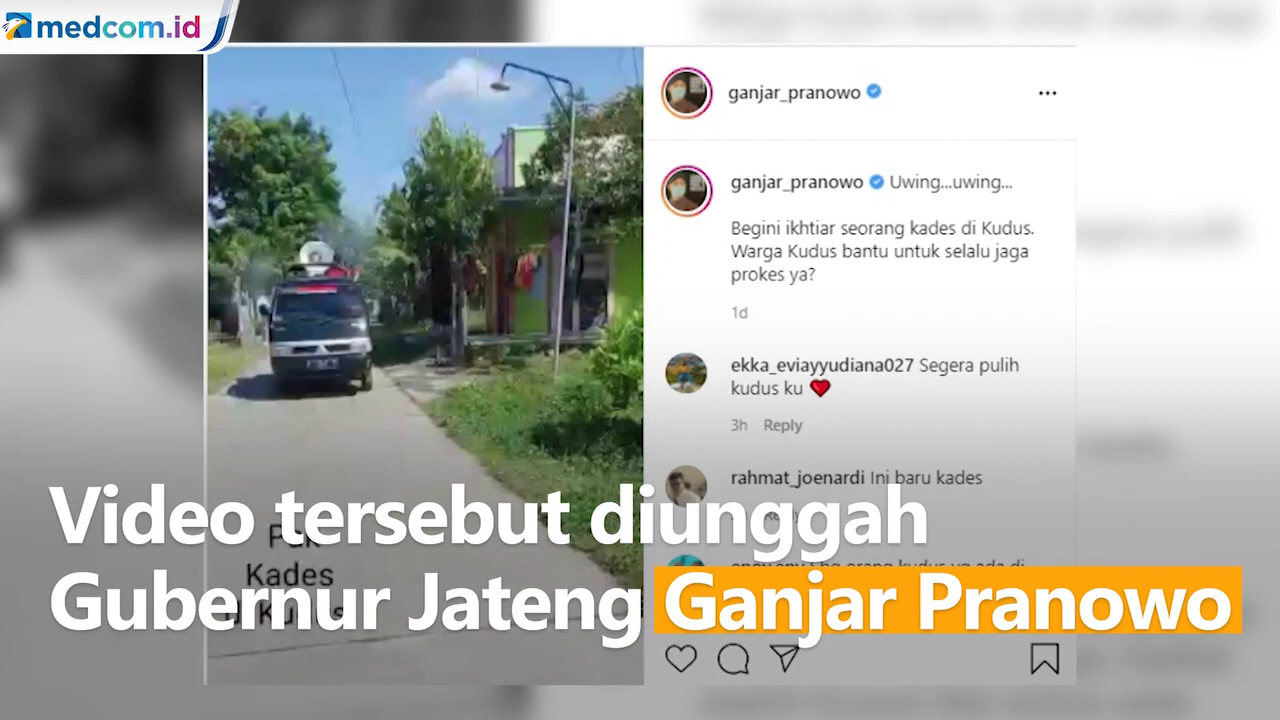 medcom.id
ganjar_pranowo
ganjar_pranowo Uwing...uwing...
Begini ikhtiar seorang kades di Kudus.
Warga Kudus bantu untuk selalu jaga
prokes ya?
1d
ekka_eviayyudiana027 Segera pulih
kudus ku ❤
3h Reply
rahmat_joenardi Ini baru kades
Pak
Kades
Video tersebut diunggah
Gubernur Jateng Ganjar Pranowo